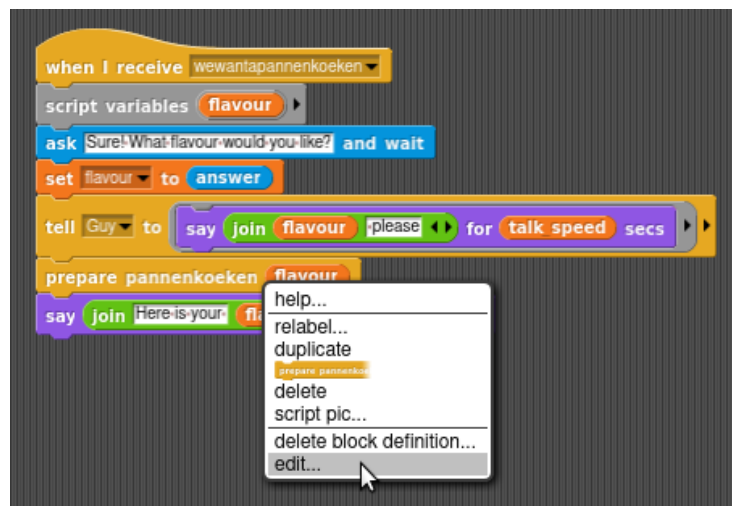 when I receive wewantapannenkoeken
script variables flavour
ask Sure!·What·flavour·would·you·like? and wait
set flavour to answer
tell Guy to say join flavour ·please for talk speed secs
prepare pannenkoeken flavour
say join Here·is·your·
help...
relabel...
duplicate
prepare pannenkoe
delete
script pic...
delete block definition...
edit...